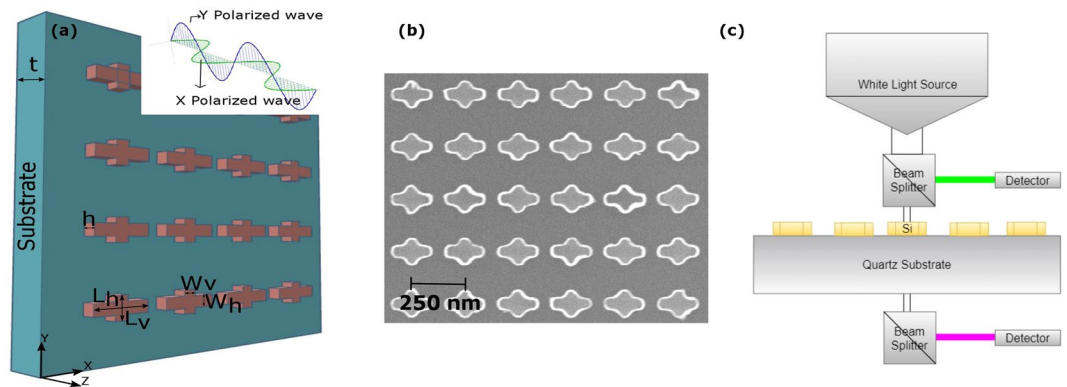 (a)
Y Polarized wave
X Polarized wave
t
Substrate
h
Lh
Lv
Wv
Wh
Y
X
Z
(b)
250 nm
(c)
White Light Source
Beam
Splitter
Detector
Si
Quartz Substrate
Beam
Splitter
Detector